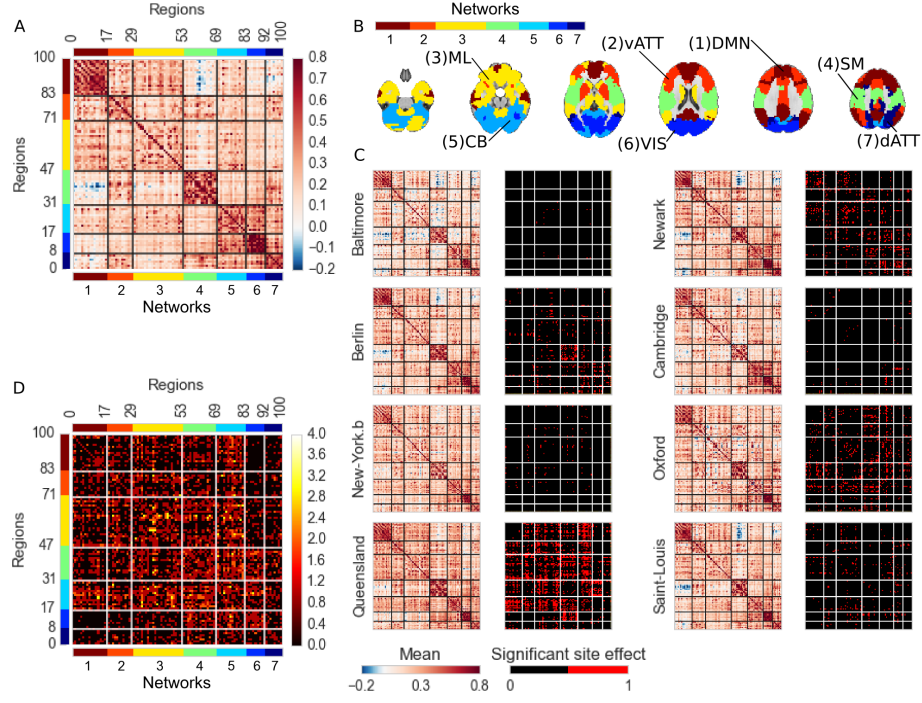 A
Regions
0 17 29 53 69 83 92 100
100
83
71
47
31
17
8
0
Regions
0.8
0.7
0.6
0.5
0.4
0.3
0.2
0.1
0.0
−0.1
−0.2
1 2 3 4 5 6 7
Networks
B
Networks
1 2 3 4 5 6 7
(3)ML
(2)vATT
(1)DMN
(4)SM
(5)CB
(6)VIS
(7)dATT
C
Baltimore
Newark
Berlin
Cambridge
New-York.b
Oxford
Queensland
Saint-Louis
Mean
−0.2 0.3 0.8
Significant site effect
0 1
D
Regions
0 17 29 53 69 83 92 100
100
83
71
47
31
17
8
0
Regions
4.0
3.6
3.2
2.8
2.4
2.0
1.6
1.2
0.8
0.4
0.0
1 2 3 4 5 6 7
Networks